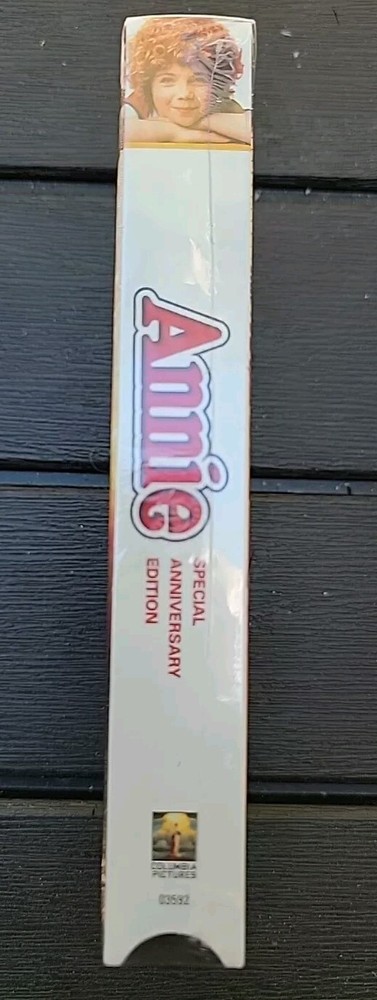 Annie
SPECIAL
ANNIVERSARY
EDITION
COLUMBIA
PICTURES
03592